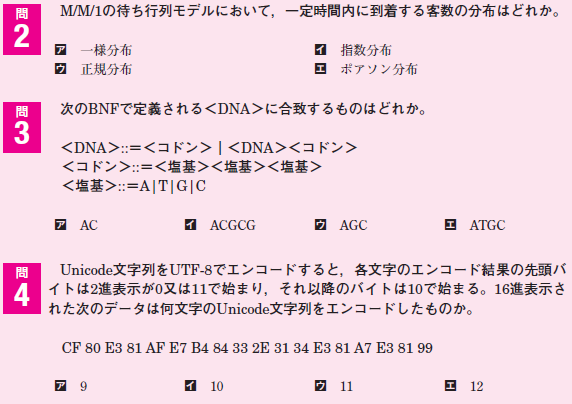 問2 M/M/1の待ち行列モデルにおいて，一定時間内に到着する客数の分布はどれか。
ア 一様分布 イ 指数分布
ウ 正規分布 エ ポアソン分布
問3 次のBNFで定義される＜DNA＞に合致するものはどれか。
＜DNA＞::＝＜コドン＞｜＜DNA＞＜コドン＞
＜コドン＞::＝＜塩基＞＜塩基＞＜塩基＞
＜塩基＞::＝A|T|G|C
ア AC イ ACGCG ウ AGC エ ATGC
問4 Unicode文字列をUTF-8でエンコードすると，各文字のエンコード結果の先頭バ
イトは2進表示が0又は11で始まり，それ以降のバイトは10で始まる。16進表示さ
れた次のデータは何文字のUnicode文字列をエンコードしたものか。
CF 80 E3 81 AF E7 B4 84 33 2E 31 34 E3 81 A7 E3 81 99
ア 9 イ 10 ウ 11 エ 12